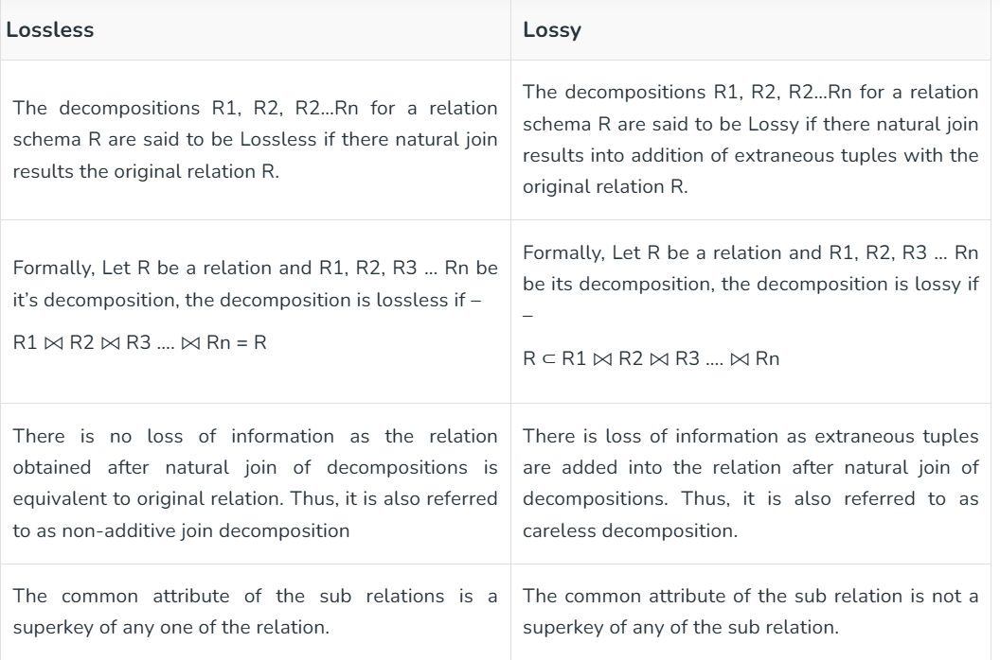 Lossless
Lossy
The decompositions R1, R2, R2...Rn for a relation
schema R are said to be Lossless if there natural join
results the original relation R.
The decompositions R1, R2, R2...Rn for a relation
schema R are said to be Lossy if there natural join
results into addition of extraneous tuples with the
original relation R.
Formally, Let R be a relation and R1, R2, R3 ... Rn be
it’s decomposition, the decomposition is lossless if –
R1 ⨝ R2 ⨝ R3 .... ⨝ Rn = R
Formally, Let R be a relation and R1, R2, R3 ... Rn
be its decomposition, the decomposition is lossy if
–
R ⊂ R1 ⨝ R2 ⨝ R3 .... ⨝ Rn
There is no loss of information as the relation
obtained after natural join of decompositions is
equivalent to original relation. Thus, it is also referred
to as non-additive join decomposition
There is loss of information as extraneous tuples
are added into the relation after natural join of
decompositions. Thus, it is also referred to as
careless decomposition.
The common attribute of the sub relations is a
superkey of any one of the relation.
The common attribute of the sub relation is not a
superkey of any of the sub relation.